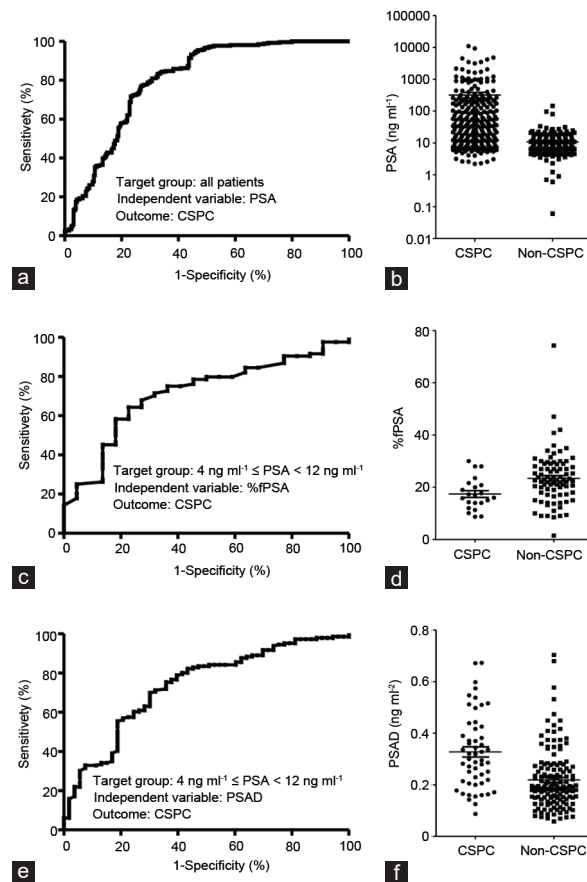 100
80
60
40
20
0
Sensitivety (%)
Target group: all patients
Independent variable: PSA
Outcome: CSPC
0 20 40 60 80 100
1-Specificity (%)
a
100000
10000
1000
100
10
1
0.1
0.01
PSA (ng ml-1)
CSPC Non-CSPC
b
100
80
60
40
20
0
Sensitivety (%)
Target group: 4 ng ml-1 ≤ PSA < 12 ng ml-1
Independent variable: %fPSA
Outcome: CSPC
0 20 40 60 80 100
1-Specificity (%)
c
80
60
40
20
0
%fPSA
CSPC Non-CSPC
d
100
80
60
40
20
0
Sensitivety (%)
Target group: 4 ng ml-1 ≤ PSA < 12 ng ml-1
Independent variable: PSAD
Outcome: CSPC
0 20 40 60 80 100
1-Specificity (%)
e
0.8
0.6
0.4
0.2
0
PSAD (ng ml-2)
CSPC Non-CSPC
f